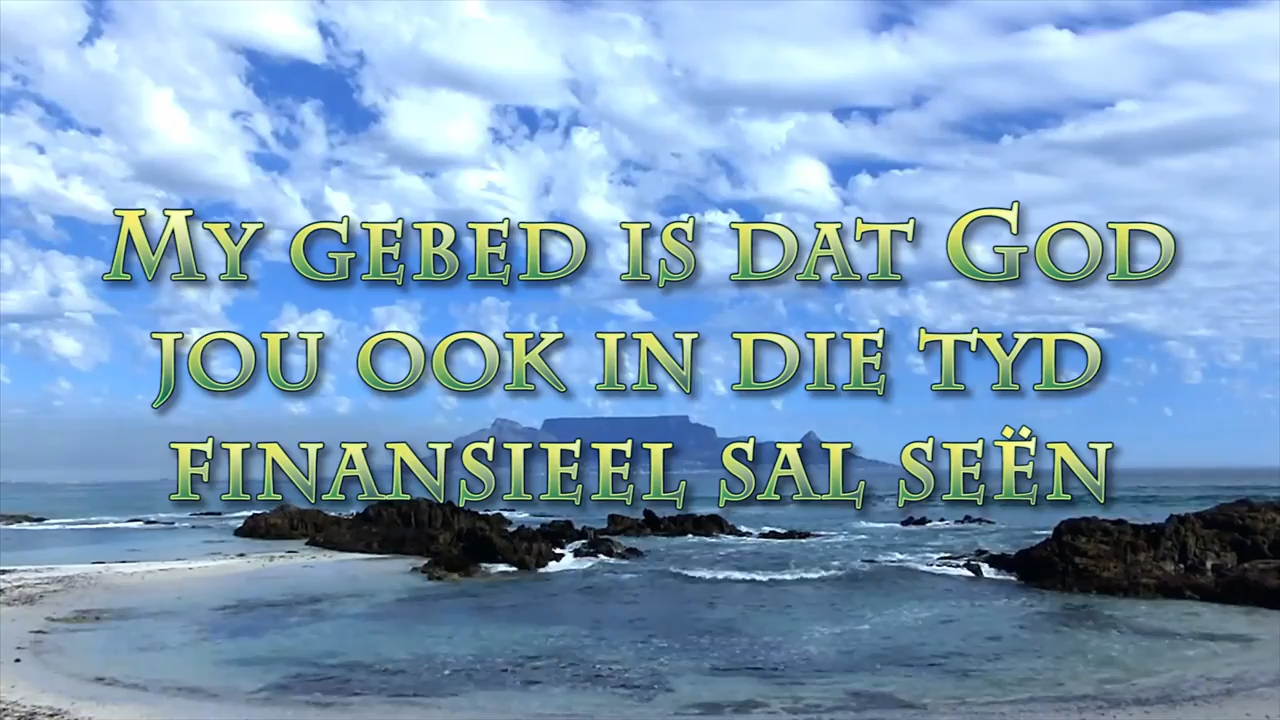 My gebed is dat God
jou ook in die tyd
finansieel sal seën